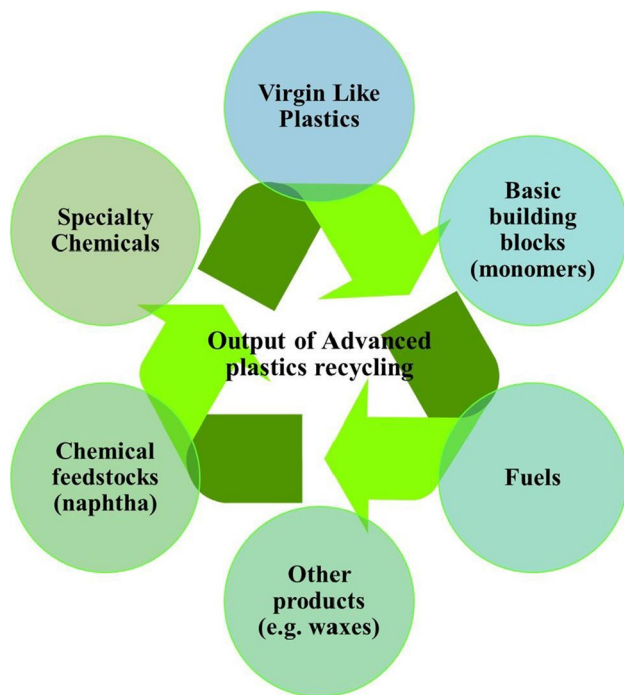 Virgin Like
Plastics
Basic
building
blocks
(monomers)
Fuels
Other
products
(e.g. waxes)
Chemical
feedstocks
(naphtha)
Specialty
Chemicals
Output of Advanced
plastics recycling